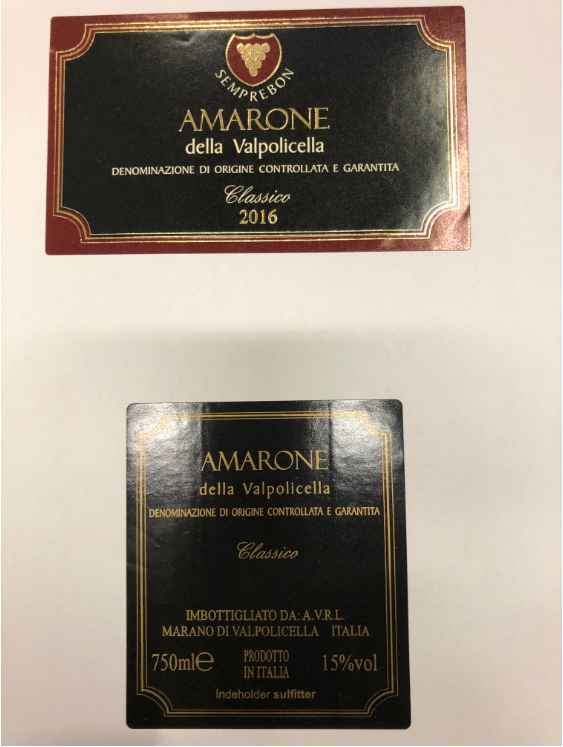 SEMPREBON
AMARONE
della Valpolicella
DENOMINAZIONE DI ORIGINE CONTROLLATA E GARANTITA
Classico
2016
AMARONE
della Valpolicella
DENOMINAZIONE DI ORIGINE CONTROLLATA E GARANTITA
Classico
IMBOTTIGLIATO DA: A.V.R.L.
MARANO DI VALPOLICELLA ITALIA
750ml℮ PRODOTTO 15%vol
IN ITALIA
Indeholder sulfitter